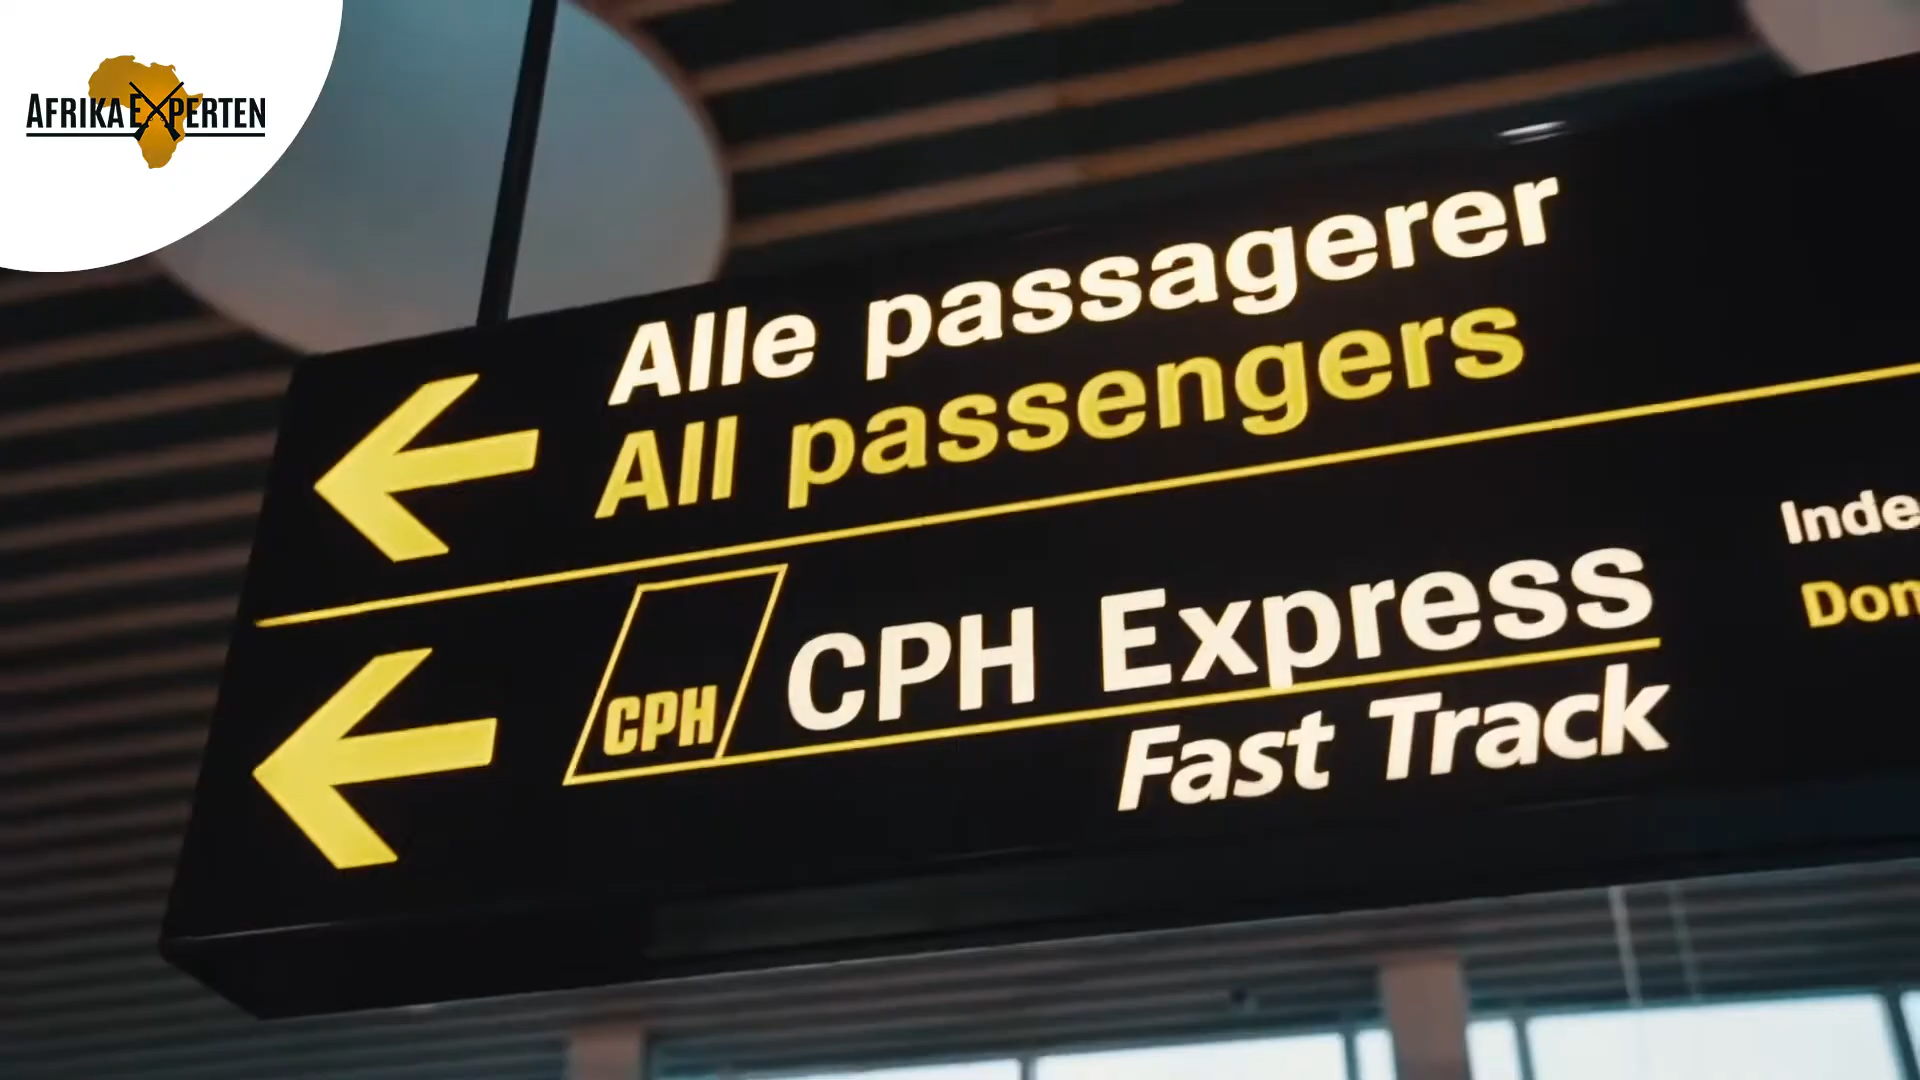 AFRIKA EXPERTEN
Alle passagerer
All passengers
CPH
CPH Express
Fast Track